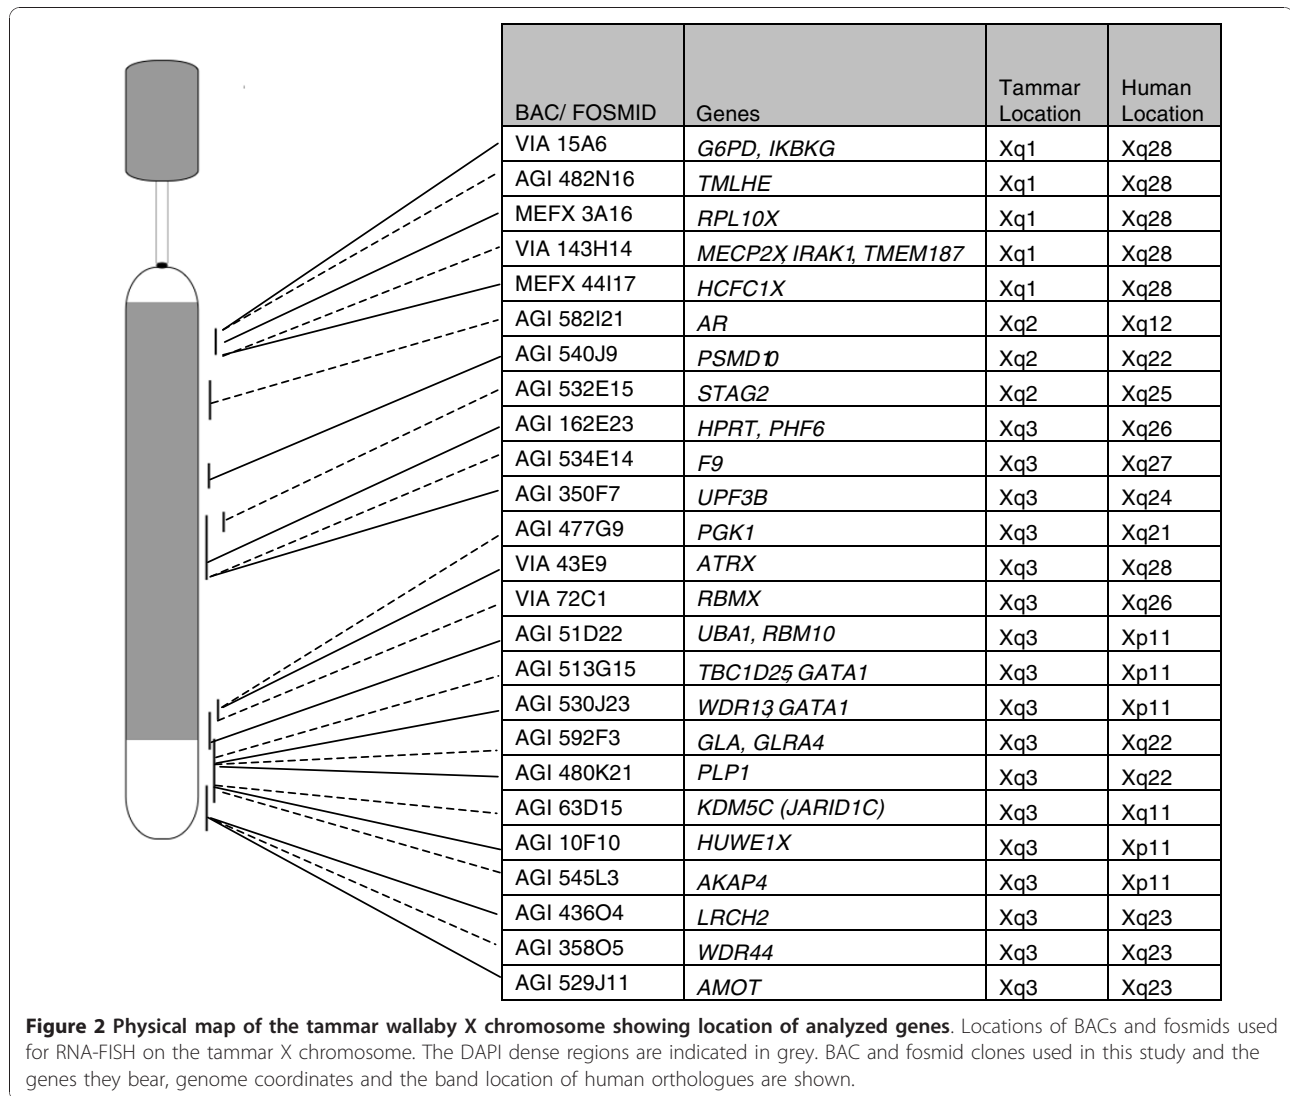 BAC/ FOSMID Genes Tammar Location Human Location
VIA 15A6 G6PD, IKBKG Xq1 Xq28
AGI 482N16 TMLHE Xq1 Xq28
MEFX 3A16 RPL10X Xq1 Xq28
VIA 143H14 MECP2X, IRAK1, TMEM187 Xq1 Xq28
MEFX 44I17 HCFC1X Xq1 Xq28
AGI 582I21 AR Xq2 Xq12
AGI 540J9 PSMD10 Xq2 Xq22
AGI 532E15 STAG2 Xq2 Xq25
AGI 162E23 HPRT, PHF6 Xq3 Xq26
AGI 534E14 F9 Xq3 Xq27
AGI 350F7 UPF3B Xq3 Xq24
AGI 477G9 PGK1 Xq3 Xq21
VIA 43E9 ATRX Xq3 Xq28
VIA 72C1 RBMX Xq3 Xq26
AGI 51D22 UBA1, RBM10 Xq3 Xp11
AGI 513G15 TBC1D25, GATA1 Xq3 Xp11
AGI 530J23 WDR13, GATA1 Xq3 Xp11
AGI 592F3 GLA, GLRA4 Xq3 Xq22
AGI 480K21 PLP1 Xq3 Xq22
AGI 63D15 KDM5C (JARID1C) Xq3 Xq11
AGI 10F10 HUWE1X Xq3 Xp11
AGI 545L3 AKAP4 Xq3 Xp11
AGI 436O4 LRCH2 Xq3 Xq23
AGI 358O5 WDR44 Xq3 Xq23
AGI 529J11 AMOT Xq3 Xq23
Figure 2 Physical map of the tammar wallaby X chromosome showing location of analyzed genes. Locations of BACs and fosmids used
for RNA-FISH on the tammar X chromosome. The DAPI dense regions are indicated in grey. BAC and fosmid clones used in this study and the
genes they bear, genome coordinates and the band location of human orthologues are shown.